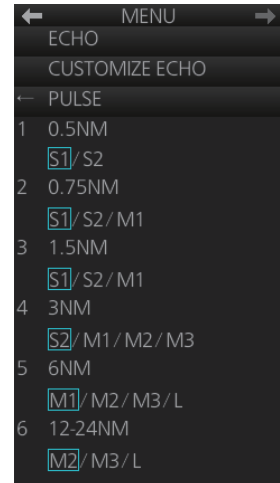 MENU
ECHO
CUSTOMIZE ECHO
← PULSE
1 0.5NM
S1/S2
2 0.75NM
S1/S2/M1
3 1.5NM
S1/S2/M1
4 3NM
S2/M1/M2/M3
5 6NM
M1/M2/M3/L
6 12-24NM
M2/M3/L